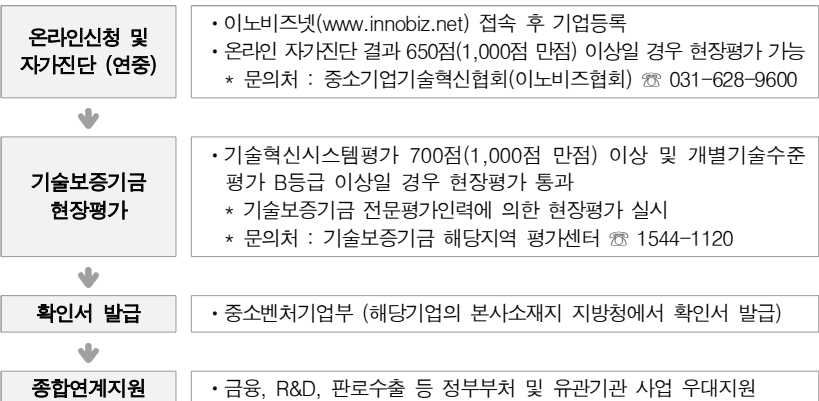 온라인신청 및
자가진단 (연중)
•이노비즈넷(www.innobiz.net) 접속 후 기업등록
•온라인 자가진단 결과 650점(1,000점 만점) 이상일 경우 현장평가 가능
* 문의처 : 중소기업기술혁신협회(이노비즈협회) ☏ 031-628-9600
기술보증기금
현장평가
•기술혁신시스템평가 700점(1,000점 만점) 이상 및 개별기술수준
평가 B등급 이상일 경우 현장평가 통과
* 기술보증기금 전문평가인력에 의한 현장평가 실시
* 문의처 : 기술보증기금 해당지역 평가센터 ☏ 1544-1120
확인서 발급
•중소벤처기업부 (해당기업의 본사소재지 지방청에서 확인서 발급)
종합연계지원
•금융, R&D, 판로수출 등 정부부처 및 유관기관 사업 우대지원